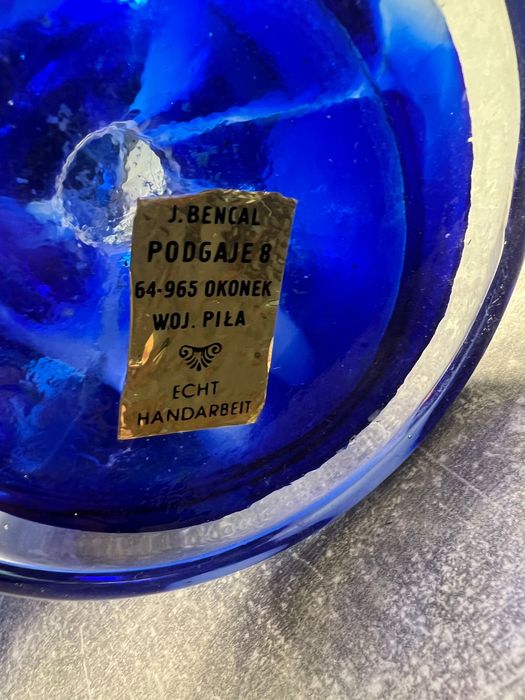 J. BENCAL
PODGAJE 8
64-965 OKONEK
WOJ. PIŁA
ECHT
HANDARBEIT